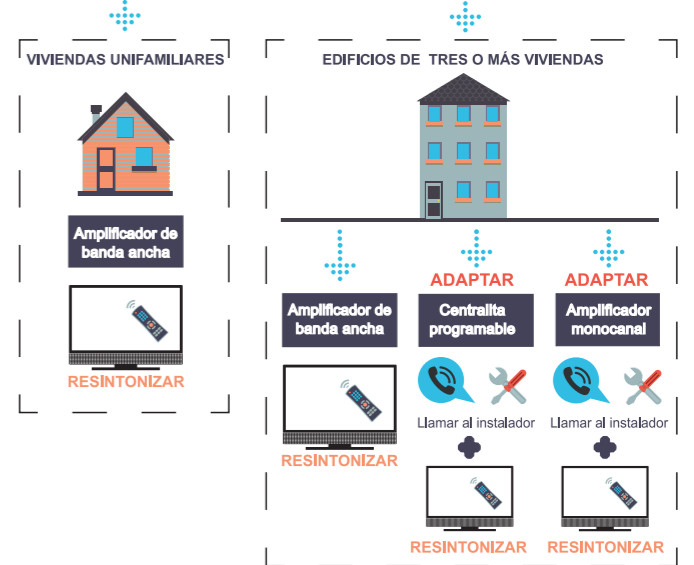 VIVIENDAS UNIFAMILIARES
Amplificador de
banda ancha
RESINTONIZAR
EDIFICIOS DE TRES O MÁS VIVIENDAS
Amplificador de
banda ancha
RESINTONIZAR
ADAPTAR
Centralita
programable
Llamar al instalador
RESINTONIZAR
ADAPTAR
Amplificador
monocanal
Llamar al instalador
RESINTONIZAR